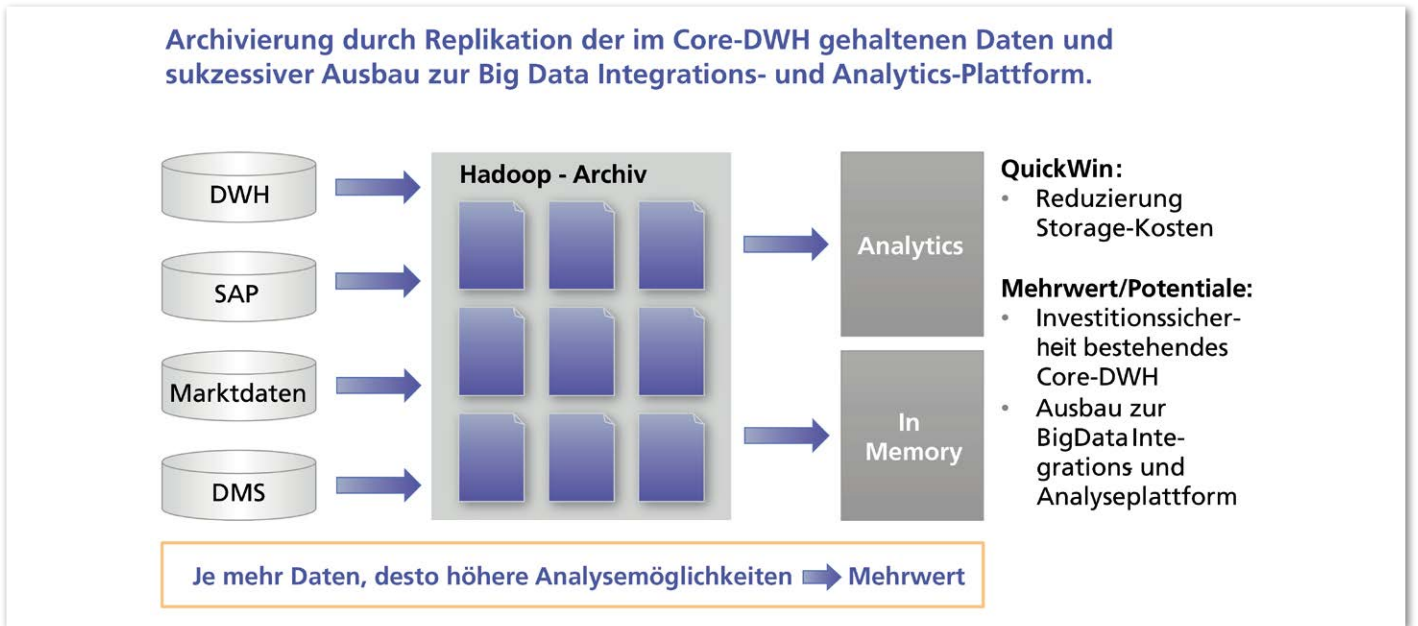 Archivierung durch Replikation der im Core-DWH gehaltenen Daten und
sukzessiver Ausbau zur Big Data Integrations- und Analytics-Plattform.
DWH
SAP
Marktdaten
DMS
Hadoop - Archiv
Analytics
In
Memory
QuickWin:
• Reduzierung
Storage-Kosten
Mehrwert/Potentiale:
• Investitionssicher-
heit bestehendes
Core-DWH
• Ausbau zur
BigDataInte-
grations und
Analyseplattform
Je mehr Daten, desto höhere Analysemöglichkeiten Mehrwert